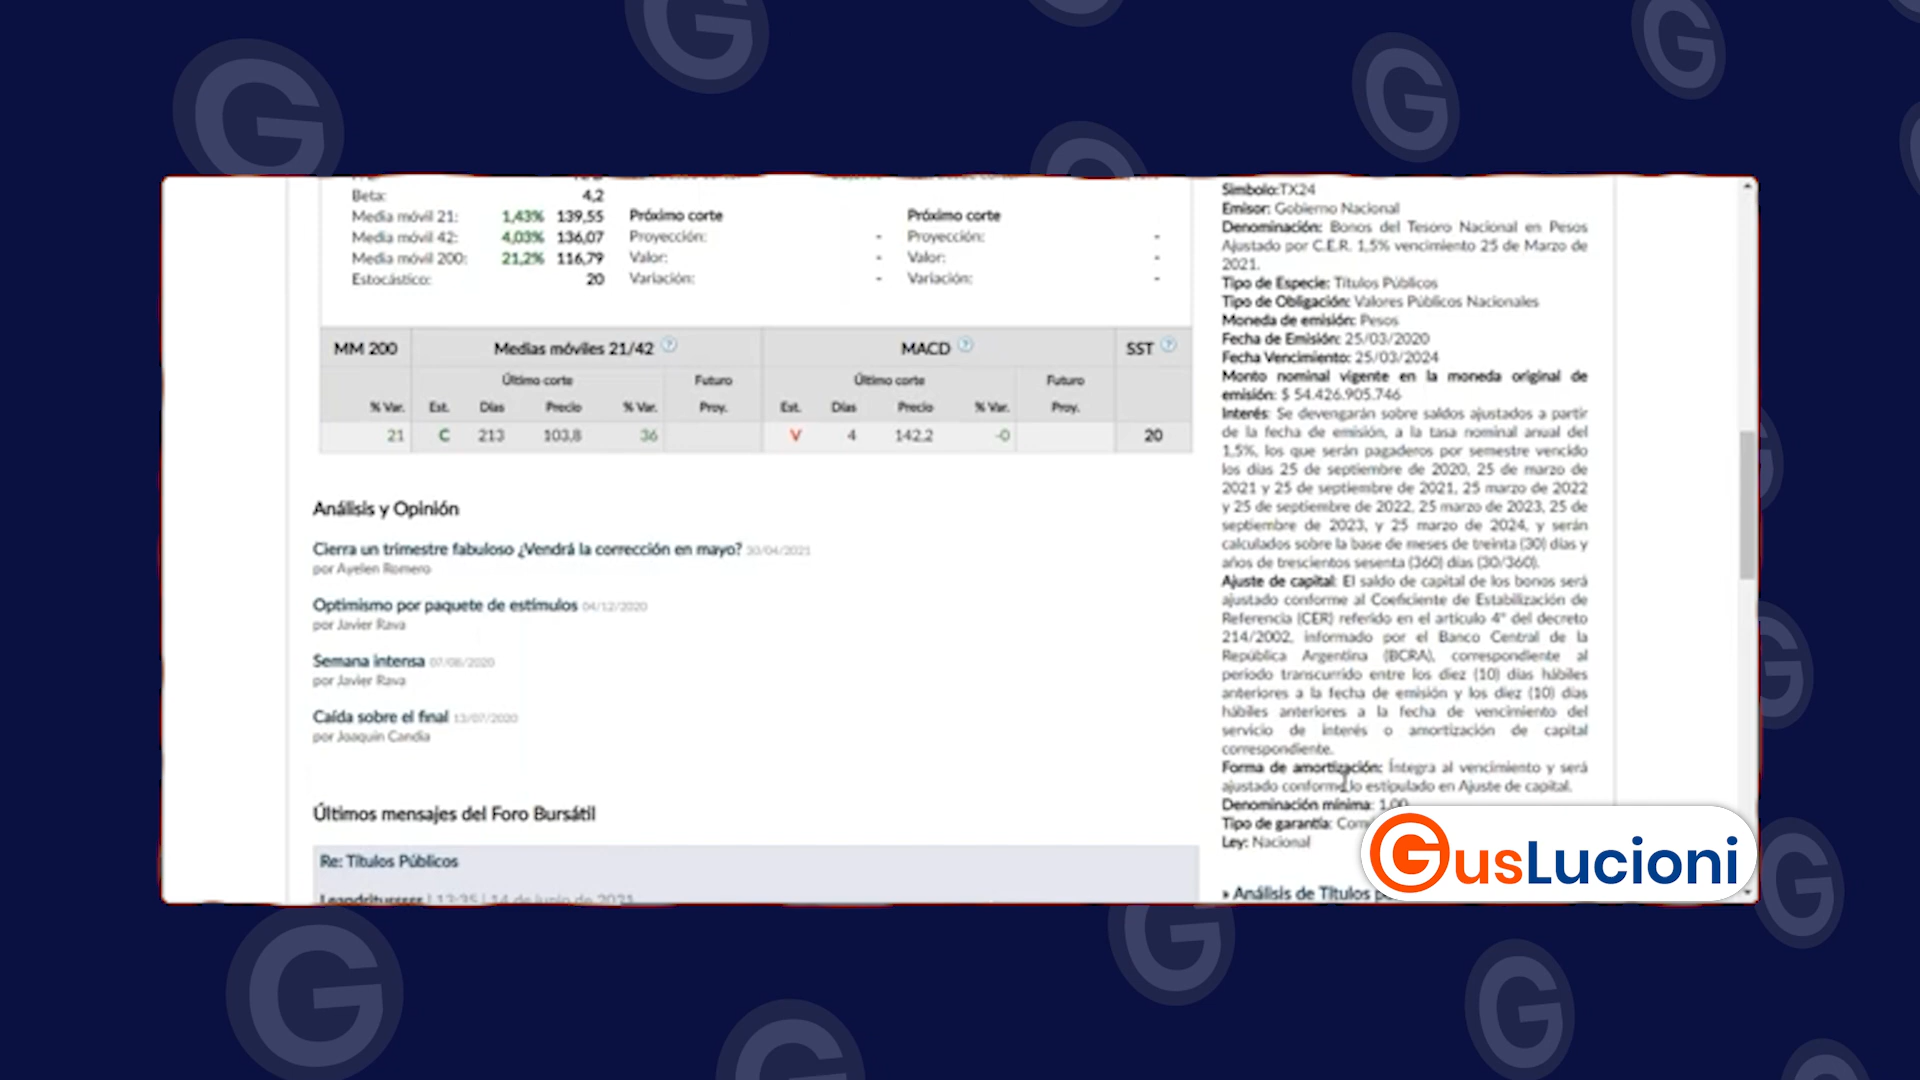 Beta: 4,2
Media móvil 21: 1,43% 139,55 Próximo corte Próximo corte
Media móvil 42: 4,03% 136,07 Proyección: - Proyección: -
Media móvil 200: 21,2% 116,79 Valor: - Valor: -
Estocástico: 20 Variación: - Variación: -
MM 200 Medias móviles 21/42 MACD SST
Último corte Futuro Último corte Futuro
% Var. Est. Días Precio % Var. Proy. Est. Días Precio % Var. Proy.
21 C 213 103,8 36 V 4 142,2 -0 20
Análisis y Opinión
Cierra un trimestre fabuloso ¿Vendrá la corrección en mayo? 30/04/2021
por Ayelen Romero
Optimismo por paquete de estímulos 04/12/2020
por Javier Rava
Semana intensa 07/08/2020
por Javier Rava
Caída sobre el final 13/07/2020
por Joaquín Candia
Últimos mensajes del Foro Bursátil
Re: Títulos Públicos
Leandritussses | 12:35 | 14 de junio de 2021
Simbolo:TX24
Emisor: Gobierno Nacional
Denominación: Bonos del Tesoro Nacional en Pesos
Ajustado por C.E.R. 1,5% vencimiento 25 de Marzo de
2021.
Tipo de Especie: Títulos Públicos
Tipo de Obligación: Valores Públicos Nacionales
Moneda de emisión: Pesos
Fecha de Emisión: 25/03/2020
Fecha Vencimiento: 25/03/2024
Monto nominal vigente en la moneda original de
emisión: $ 54.426.905.746
Interés: Se devengarán sobre saldos ajustados a partir
de la fecha de emisión, a la tasa nominal anual del
1,5%, los que serán pagaderos por semestre vencido
los días 25 de septiembre de 2020, 25 de marzo de
2021 y 25 de septiembre de 2021, 25 marzo de 2022
y 25 de septiembre de 2022, 25 marzo de 2023, 25 de
septiembre de 2023, y 25 marzo de 2024, y serán
calculados sobre la base de meses de treinta (30) días y
años de trescientos sesenta (360) días (30/360).
Ajuste de capital: El saldo de capital de los bonos será
ajustado conforme al Coeficiente de Estabilización de
Referencia (CER) referido en el artículo 4° del decreto
214/2002, informado por el Banco Central de la
República Argentina (BCRA), correspondiente al
periodo transcurrido entre los diez (10) días hábiles
anteriores a la fecha de emisión y los diez (10) días
hábiles anteriores a la fecha de vencimiento del
servicio de interés o amortización de capital
correspondiente.
Forma de amortización: Íntegra al vencimiento y será
ajustado conforme lo estipulado en Ajuste de capital.
Denominación mínima: 1,00
Tipo de garantía: Com
Ley: Nacional
» Análisis de Títulos
GusLucioni